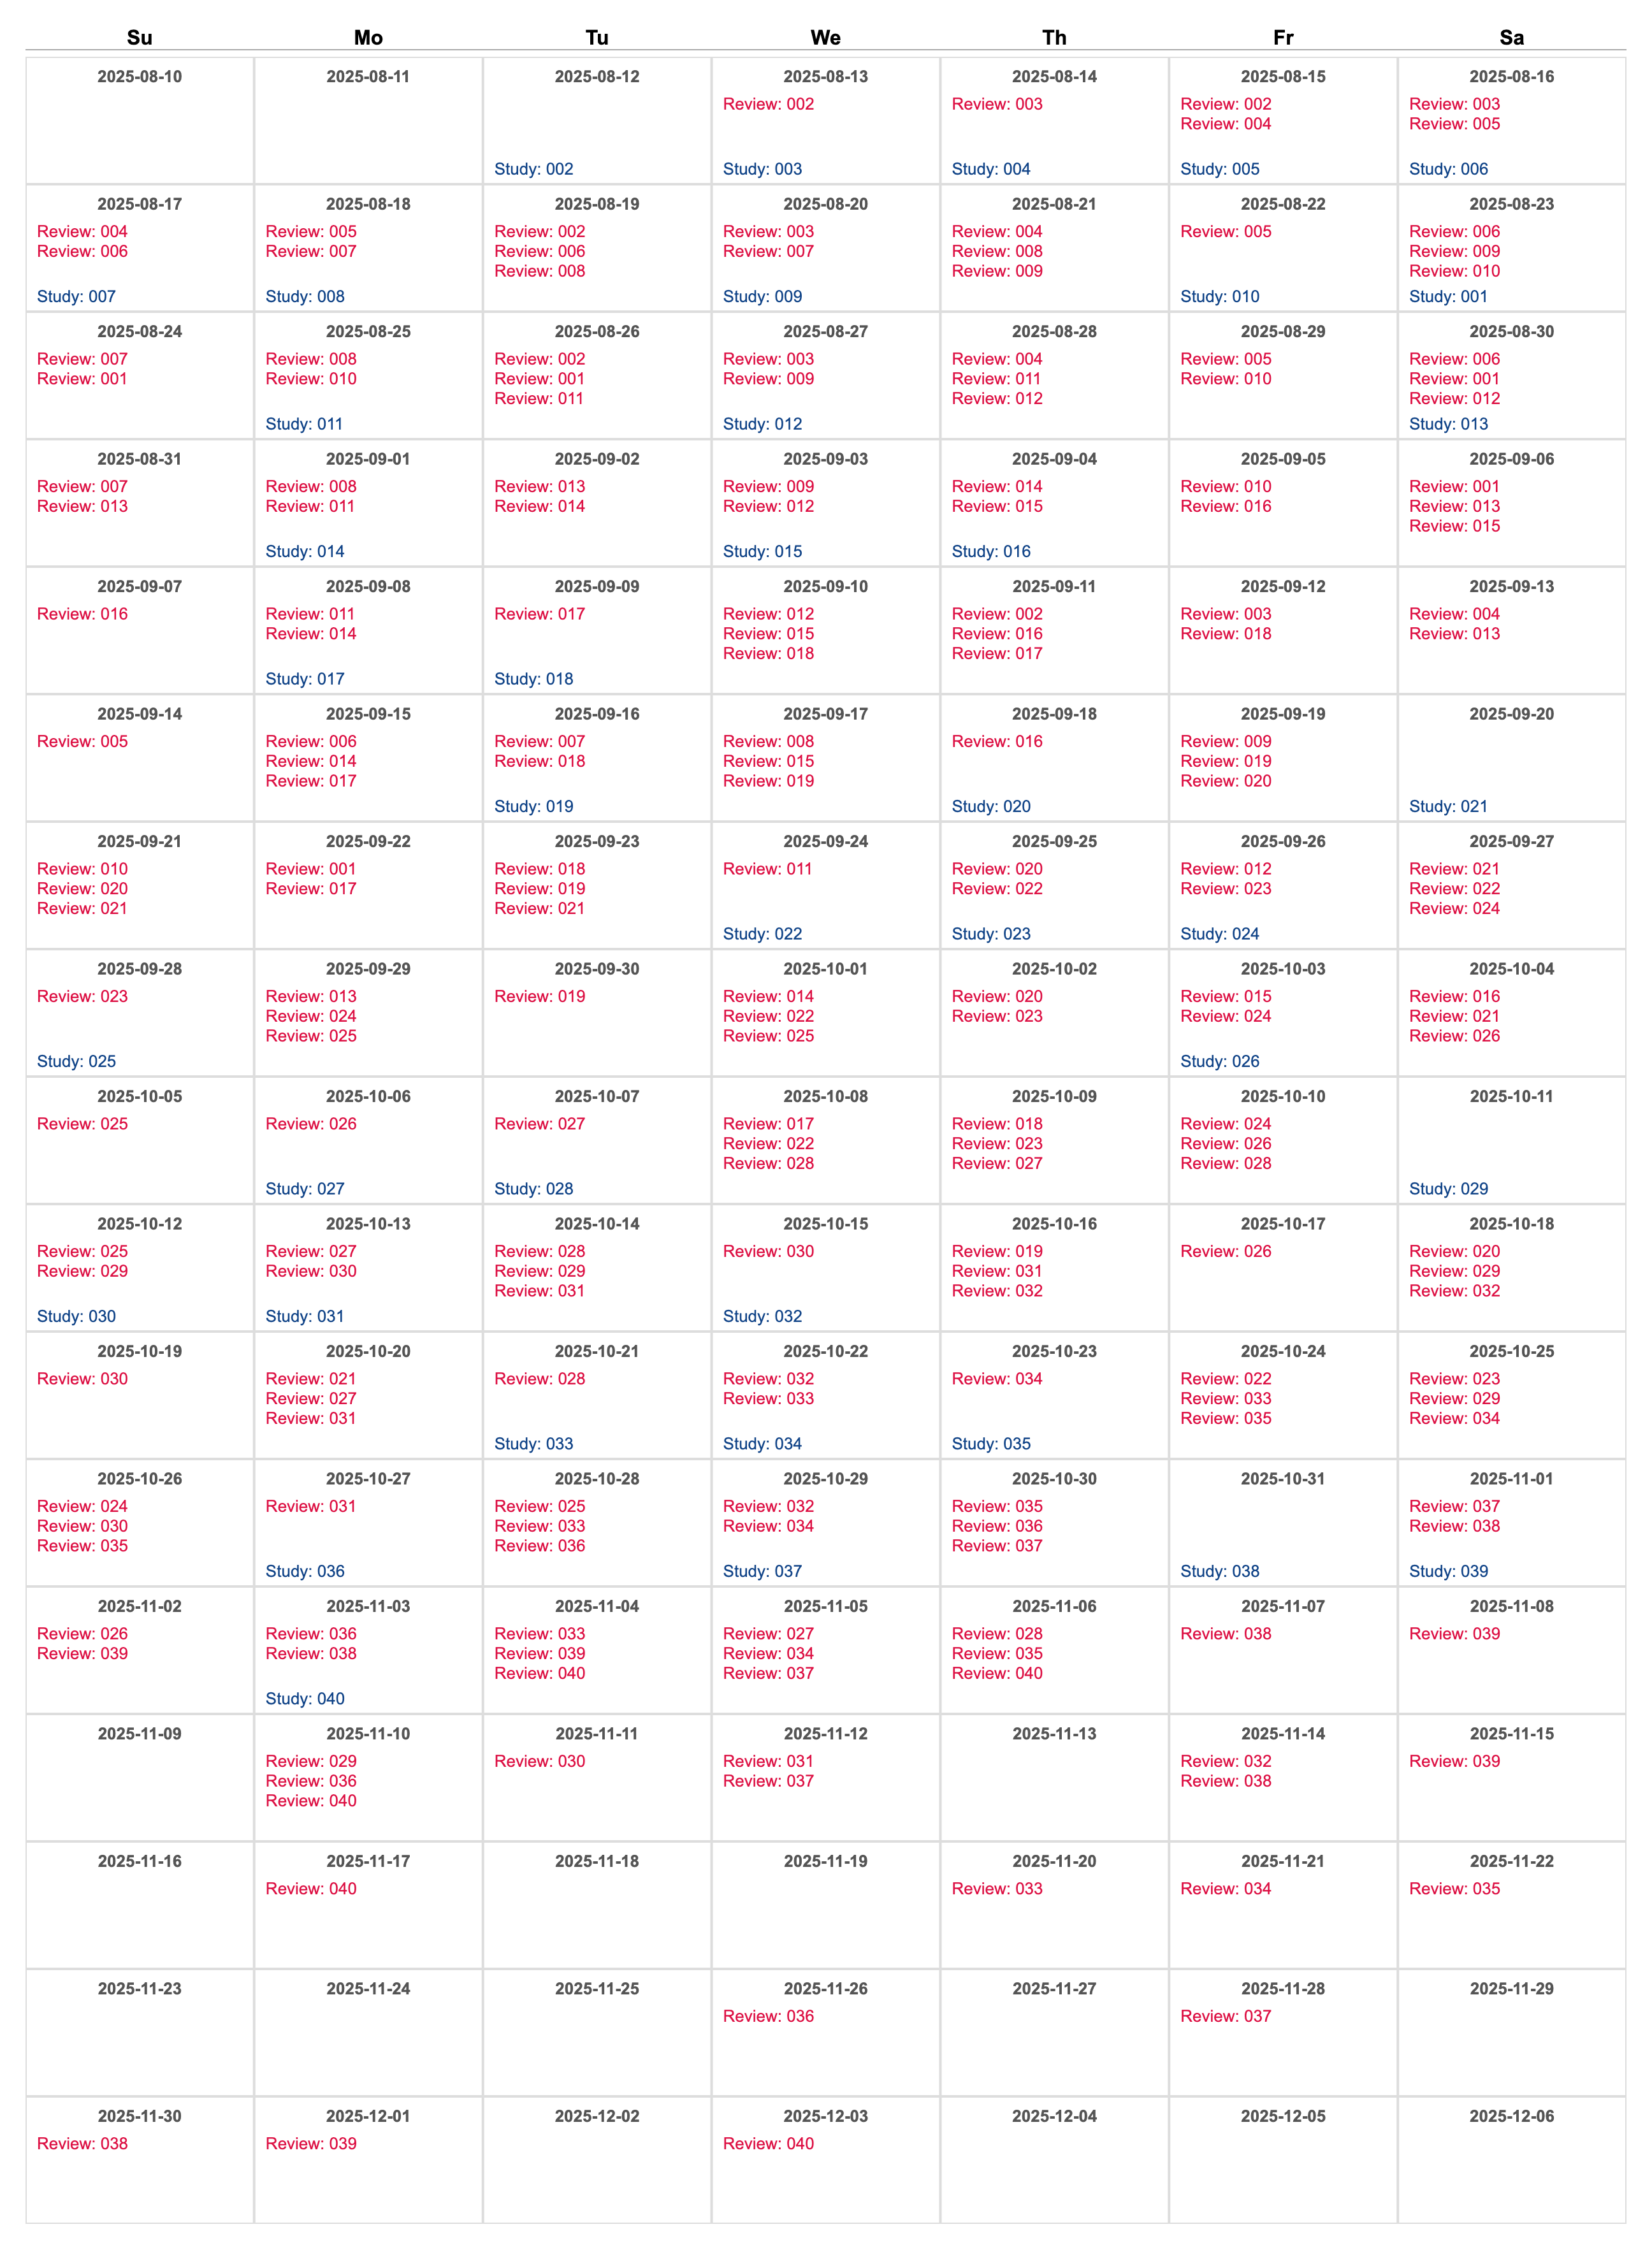 Su Mo Tu We Th Fr Sa
2025-08-10
2025-08-11
2025-08-12
Study: 002
2025-08-13
Review: 002
Study: 003
2025-08-14
Review: 003
Study: 004
2025-08-15
Review: 002
Review: 004
Study: 005
2025-08-16
Review: 003
Review: 005
Study: 006
2025-08-17
Review: 004
Review: 006
Study: 007
2025-08-18
Review: 005
Review: 007
Study: 008
2025-08-19
Review: 002
Review: 006
Review: 008
2025-08-20
Review: 003
Review: 007
Study: 009
2025-08-21
Review: 004
Review: 008
Review: 009
2025-08-22
Review: 005
Study: 010
2025-08-23
Review: 006
Review: 009
Review: 010
Study: 001
2025-08-24
Review: 007
Review: 001
2025-08-25
Review: 008
Review: 010
Study: 011
2025-08-26
Review: 002
Review: 001
Review: 011
2025-08-27
Review: 003
Review: 009
Study: 012
2025-08-28
Review: 004
Review: 011
Review: 012
2025-08-29
Review: 005
Review: 010
2025-08-30
Review: 006
Review: 001
Review: 012
Study: 013
2025-08-31
Review: 007
Review: 013
2025-09-01
Review: 008
Review: 011
Study: 014
2025-09-02
Review: 013
Review: 014
2025-09-03
Review: 009
Review: 012
Study: 015
2025-09-04
Review: 014
Review: 015
Study: 016
2025-09-05
Review: 010
Review: 016
2025-09-06
Review: 001
Review: 013
Review: 015
2025-09-07
Review: 016
2025-09-08
Review: 011
Review: 014
Study: 017
2025-09-09
Review: 017
Study: 018
2025-09-10
Review: 012
Review: 015
Review: 018
2025-09-11
Review: 002
Review: 016
Review: 017
2025-09-12
Review: 003
Review: 018
2025-09-13
Review: 004
Review: 013
2025-09-14
Review: 005
2025-09-15
Review: 006
Review: 014
Review: 017
2025-09-16
Review: 007
Review: 018
Study: 019
2025-09-17
Review: 008
Review: 015
Review: 019
2025-09-18
Review: 016
Study: 020
2025-09-19
Review: 009
Review: 019
Review: 020
2025-09-20
Study: 021
2025-09-21
Review: 010
Review: 020
Review: 021
2025-09-22
Review: 001
Review: 017
2025-09-23
Review: 018
Review: 019
Review: 021
2025-09-24
Review: 011
Study: 022
2025-09-25
Review: 020
Review: 022
Study: 023
2025-09-26
Review: 012
Review: 023
Study: 024
2025-09-27
Review: 021
Review: 022
Review: 024
2025-09-28
Review: 023
Study: 025
2025-09-29
Review: 013
Review: 024
Review: 025
2025-09-30
Review: 019
2025-10-01
Review: 014
Review: 022
Review: 025
2025-10-02
Review: 020
Review: 023
2025-10-03
Review: 015
Review: 024
Study: 026
2025-10-04
Review: 016
Review: 021
Review: 026
2025-10-05
Review: 025
2025-10-06
Review: 026
Study: 027
2025-10-07
Review: 027
Study: 028
2025-10-08
Review: 017
Review: 022
Review: 028
2025-10-09
Review: 018
Review: 023
Review: 027
2025-10-10
Review: 024
Review: 026
Review: 028
2025-10-11
Study: 029
2025-10-12
Review: 025
Review: 029
Study: 030
2025-10-13
Review: 027
Review: 030
Study: 031
2025-10-14
Review: 028
Review: 029
Review: 031
2025-10-15
Review: 030
Study: 032
2025-10-16
Review: 019
Review: 031
Review: 032
2025-10-17
Review: 026
2025-10-18
Review: 020
Review: 029
Review: 032
2025-10-19
Review: 030
2025-10-20
Review: 021
Review: 027
Review: 031
2025-10-21
Review: 028
Study: 033
2025-10-22
Review: 032
Review: 033
Study: 034
2025-10-23
Review: 034
Study: 035
2025-10-24
Review: 022
Review: 033
Review: 035
2025-10-25
Review: 023
Review: 029
Review: 034
2025-10-26
Review: 024
Review: 030
Review: 035
2025-10-27
Review: 031
Study: 036
2025-10-28
Review: 025
Review: 033
Review: 036
2025-10-29
Review: 032
Review: 034
Study: 037
2025-10-30
Review: 035
Review: 036
Review: 037
2025-10-31
Study: 038
2025-11-01
Review: 037
Review: 038
Study: 039
2025-11-02
Review: 026
Review: 039
2025-11-03
Review: 036
Review: 038
Study: 040
2025-11-04
Review: 033
Review: 039
Review: 040
2025-11-05
Review: 027
Review: 034
Review: 037
2025-11-06
Review: 028
Review: 035
Review: 040
2025-11-07
Review: 038
2025-11-08
Review: 039
2025-11-09
2025-11-10
Review: 029
Review: 036
Review: 040
2025-11-11
Review: 030
2025-11-12
Review: 031
Review: 037
2025-11-13
2025-11-14
Review: 032
Review: 038
2025-11-15
Review: 039
2025-11-16
2025-11-17
Review: 040
2025-11-18
2025-11-19
2025-11-20
Review: 033
2025-11-21
Review: 034
2025-11-22
Review: 035
2025-11-23
2025-11-24
2025-11-25
2025-11-26
Review: 036
2025-11-27
2025-11-28
Review: 037
2025-11-29
2025-11-30
Review: 038
2025-12-01
Review: 039
2025-12-02
2025-12-03
Review: 040
2025-12-04
2025-12-05
2025-12-06